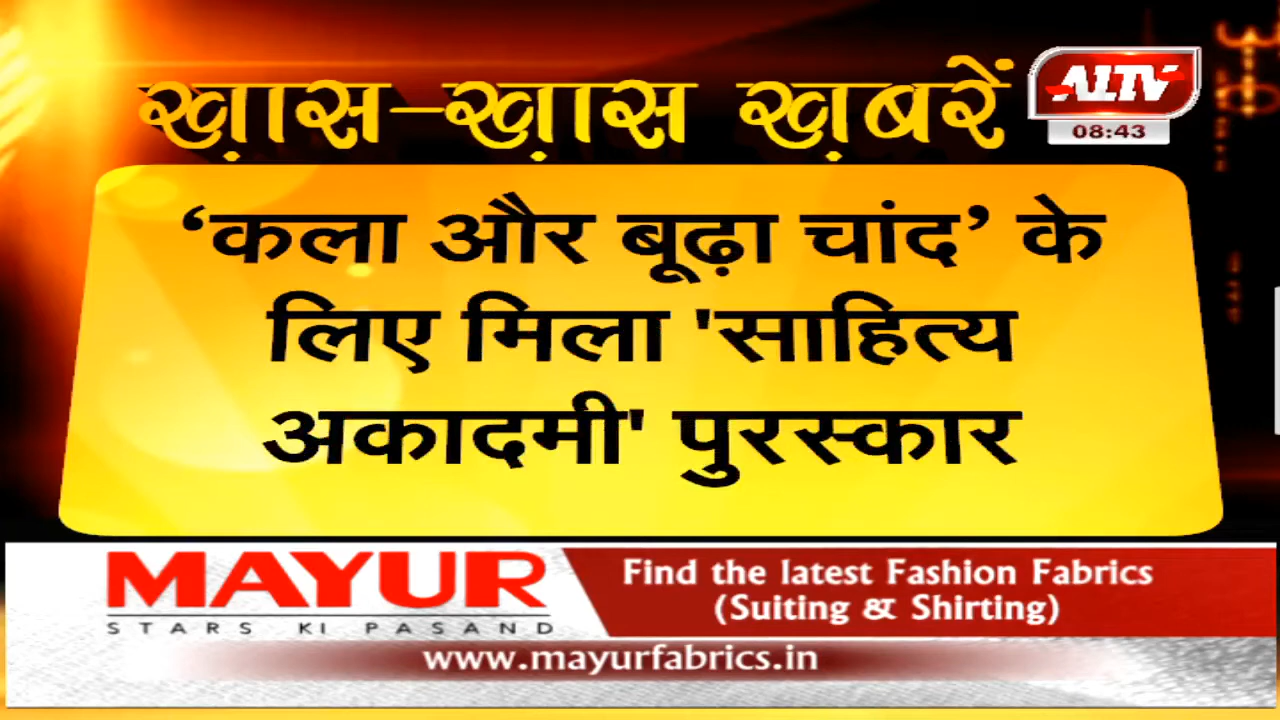 ख़ास-ख़ास ख़बरें
ALTV
08:43
‘कला और बूढ़ा चांद’ के
लिए मिला 'साहित्य
अकादमी' पुरस्कार
MAYUR
STARS KI PASAND
Find the latest Fashion Fabrics
(Suiting & Shirting)
www.mayurfabrics.in